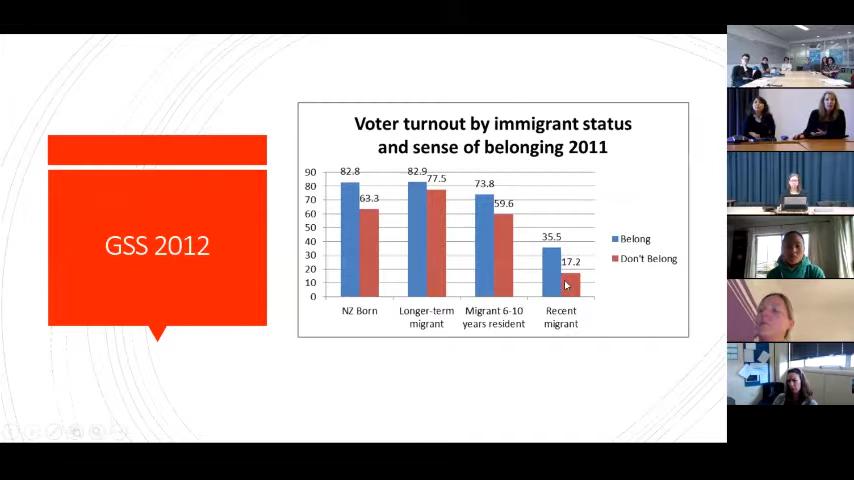 GSS 2012
Voter turnout by immigrant status
and sense of belonging 2011
90
80
70
60
50
40
30
20
10
0
82.8
63.3
82.9
77.5
73.8
59.6
35.5
17.2
NZ Born
Longer-term
migrant
Migrant 6-10
years resident
Recent
migrant
Belong
Don't Belong